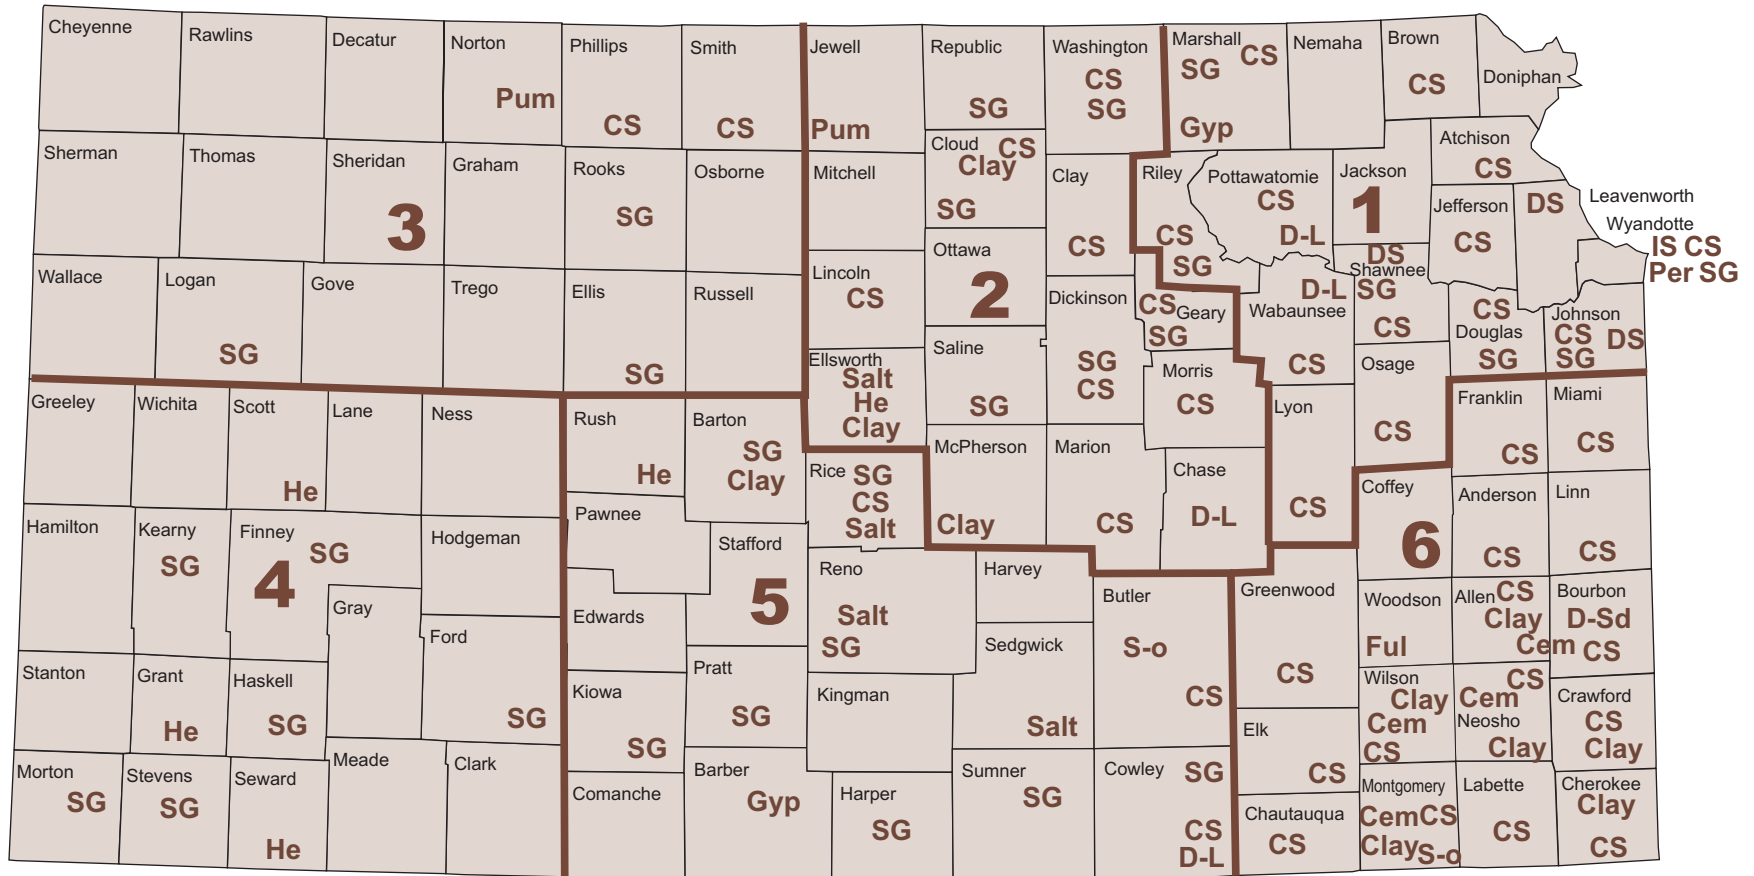 Cheyenne
Rawlins
Decatur
Norton
Pum
Phillips
CS
Smith
CS
Jewell
Pum
Republic
SG
Washington
CS
SG
Marshall
CS
SG
Gyp
Nemaha
Brown
CS
Doniphan
Sherman
Thomas
Sheridan
3
Graham
Rooks
SG
Osborne
Mitchell
Cloud CS
Clay
SG
Clay
CS
Riley
CS
SG
Pottawatomie
CS
D-L
Jackson
1
Atchison
CS
Jefferson
CS
DS
Leavenworth
Wyandotte
IS CS
Per SG
Wallace
Logan
SG
Gove
Trego
Ellis
SG
Russell
Lincoln
CS
Ottawa
2
Dickinson
SG
CS
CS
Geary
SG
D-L
Wabaunsee
CS
DS
Shawnee
SG
CS
CS
Douglas
SG
Johnson
CS DS
SG
Ellsworth
Salt
He
Clay
Saline
SG
Morris
CS
Lyon
CS
Osage
CS
Franklin
CS
Miami
CS
Greeley
Wichita
Scott
He
Lane
Ness
Rush
He
Barton
SG
Clay
Rice SG
CS
Salt
McPherson
Clay
Marion
CS
Chase
D-L
Coffey
6
Anderson
CS
Linn
CS
Hamilton
Kearny
SG
Finney
SG
4
Hodgeman
Pawnee
Stafford
5
Reno
Salt
SG
Harvey
Butler
S-o
CS
Greenwood
CS
Woodson
Ful
Allen CS
Clay
Cem
Bourbon
D-Sd
CS
Gray
Ford
SG
Edwards
Sedgwick
Salt
Stanton
Grant
He
Haskell
SG
Kiowa
SG
Pratt
SG
Kingman
Elk
CS
Wilson
Clay
Cem
CS
CS
Cem
Neosho
Clay
Crawford
CS
Clay
Morton
SG
Stevens
SG
Seward
He
Meade
Clark
Comanche
Barber
Gyp
Harper
SG
Sumner
SG
Cowley SG
CS
D-L
Chautauqua
CS
Montgomery
Cem CS
Clay S-o
Labette
CS
Cherokee
Clay
CS